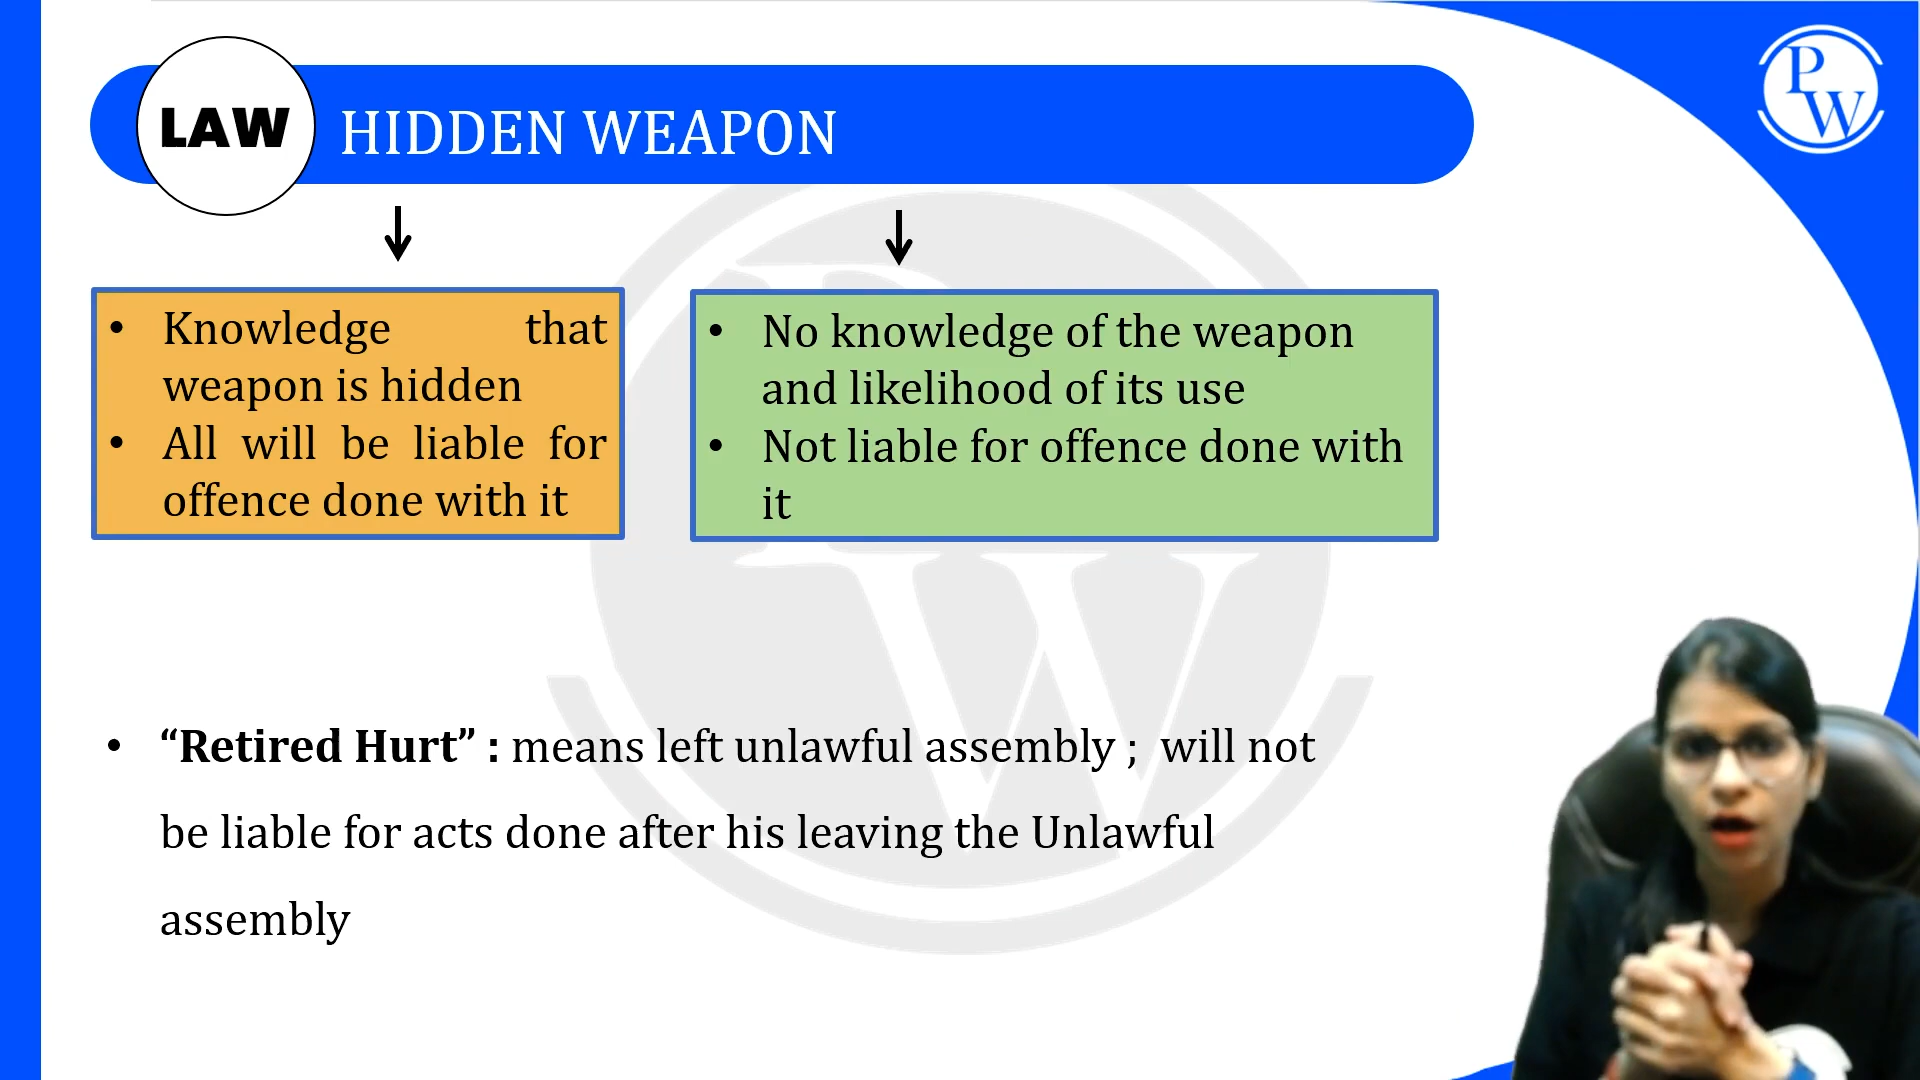 LAW
HIDDEN WEAPON
PW
• Knowledge that
weapon is hidden
• All will be liable for
offence done with it
• No knowledge of the weapon
and likelihood of its use
• Not liable for offence done with
it
• “Retired Hurt” : means left unlawful assembly ; will not
be liable for acts done after his leaving the Unlawful
assembly